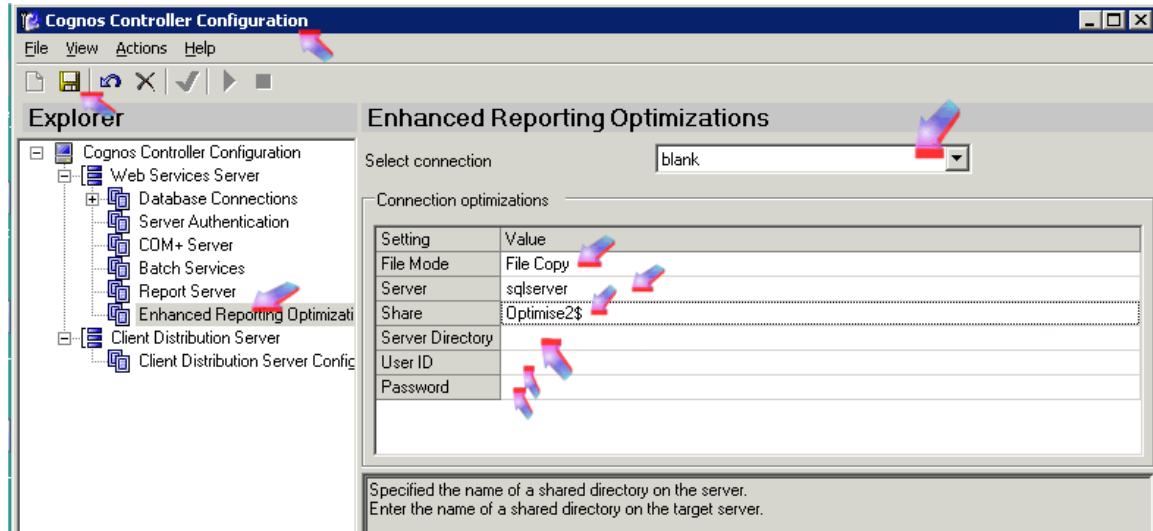 Cognos Controller Configuration
File View Actions Help
Explorer
Enhanced Reporting Optimizations
Cognos Controller Configuration
Web Services Server
Database Connections
Server Authentication
COM+ Server
Batch Services
Report Server
Enhanced Reporting Optimizati
Client Distribution Server
Client Distribution Server Config
Select connection blank
Connection optimizations
Setting Value
File Mode File Copy
Server sqlserver
Share Optimise2$
Server Directory
User ID
Password
Specified the name of a shared directory on the server.
Enter the name of a shared directory on the target server.